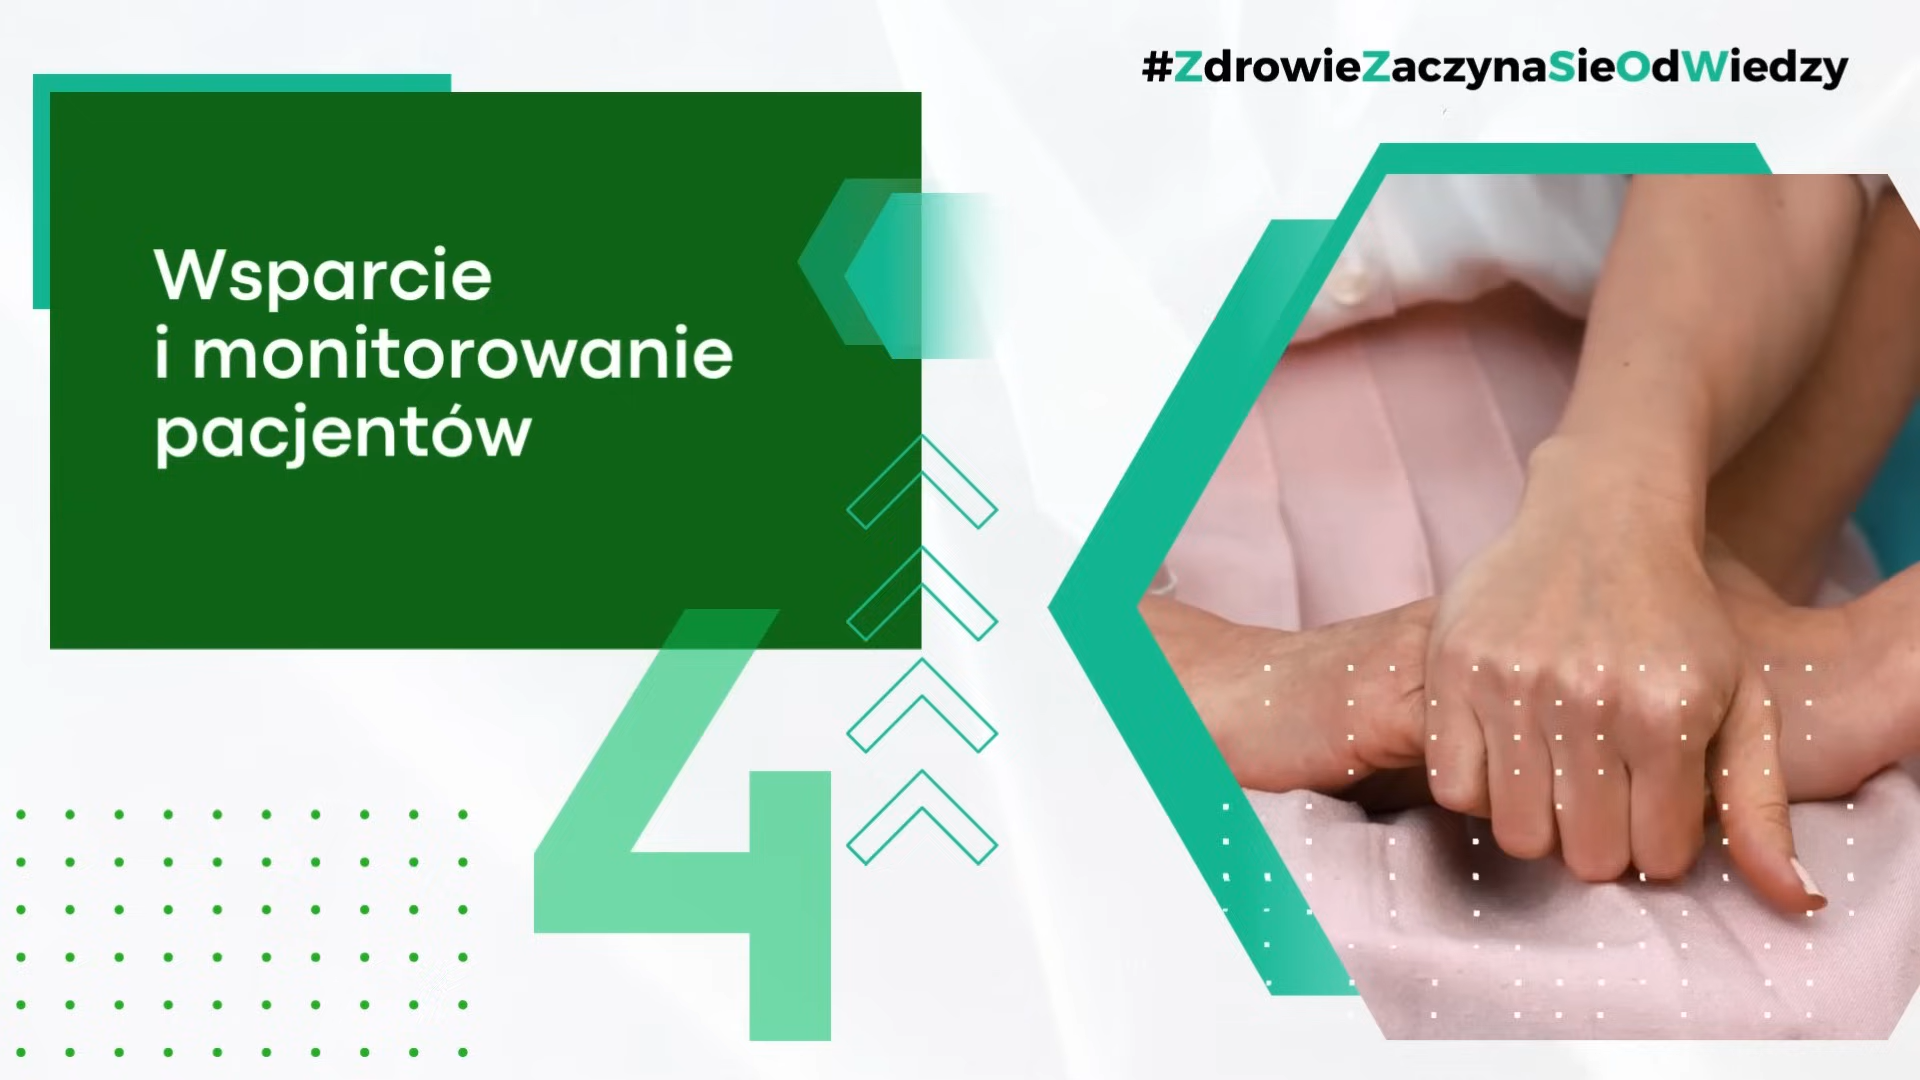 #ZdrowieZaczynaSieOdWiedzy
Wsparcie
i monitorowanie
pacjentów
4